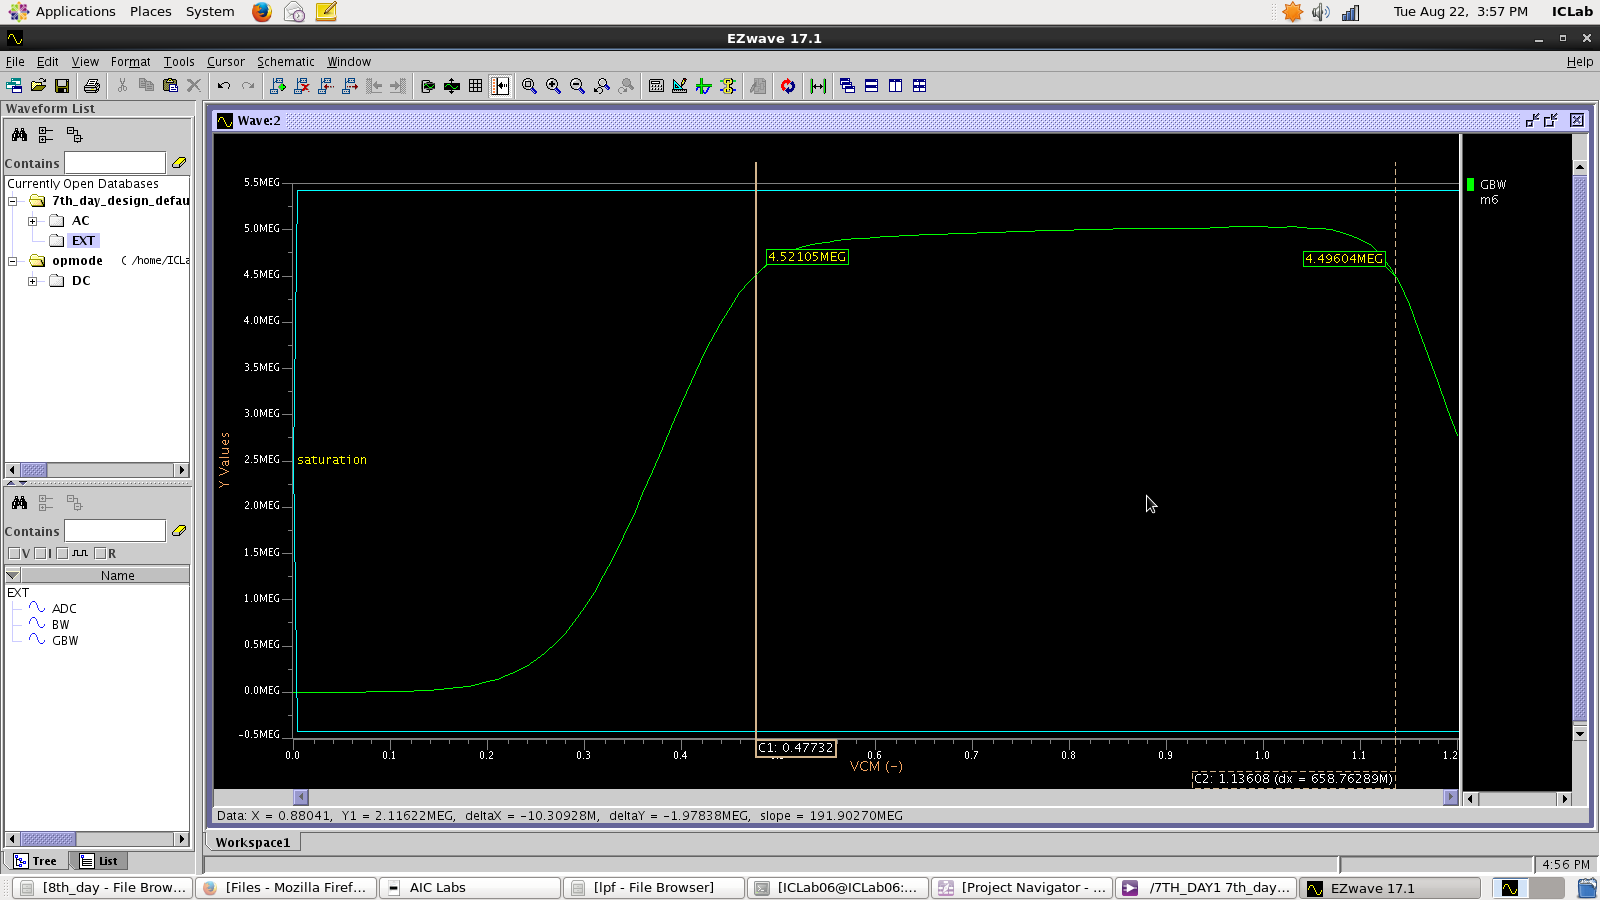 Applications Places System Tue Aug 22, 3:57 PM ICLab
EZwave 17.1
File Edit View Format Tools Cursor Schematic Window Help
Waveform List
Contains
Currently Open Databases
7th_day_design_defau
AC
EXT
opmode ( /home/ICLa
DC
Contains
V I R
Name
EXT
ADC
BW
GBW
Tree List
Wave:2
5.5MEG
5.0MEG
4.5MEG
4.0MEG
3.5MEG
3.0MEG
2.5MEG
2.0MEG
1.5MEG
1.0MEG
0.5MEG
0.0MEG
-0.5MEG
Y Values
saturation
4.52105MEG
4.49604MEG
GBW
m6
0.0 0.1 0.2 0.3 0.4 0.6 0.7 0.8 0.9 1.0 1.1 1.2
C1: 0.47732
VCM (-)
C2: 1.13608 (dx = 658.76289M)
Data: X = 0.88041, Y1 = 2.11622MEG, deltaX = -10.30928M, deltaY = -1.97838MEG, slope = 191.90270MEG
Workspace1
4:56 PM
[8th_day - File Brow... [Files - Mozilla Firef... AIC Labs [lpf - File Browser] [ICLab06@ICLab06:... [Project Navigator - ... /7TH_DAY1 7th_day... EZwave 17.1